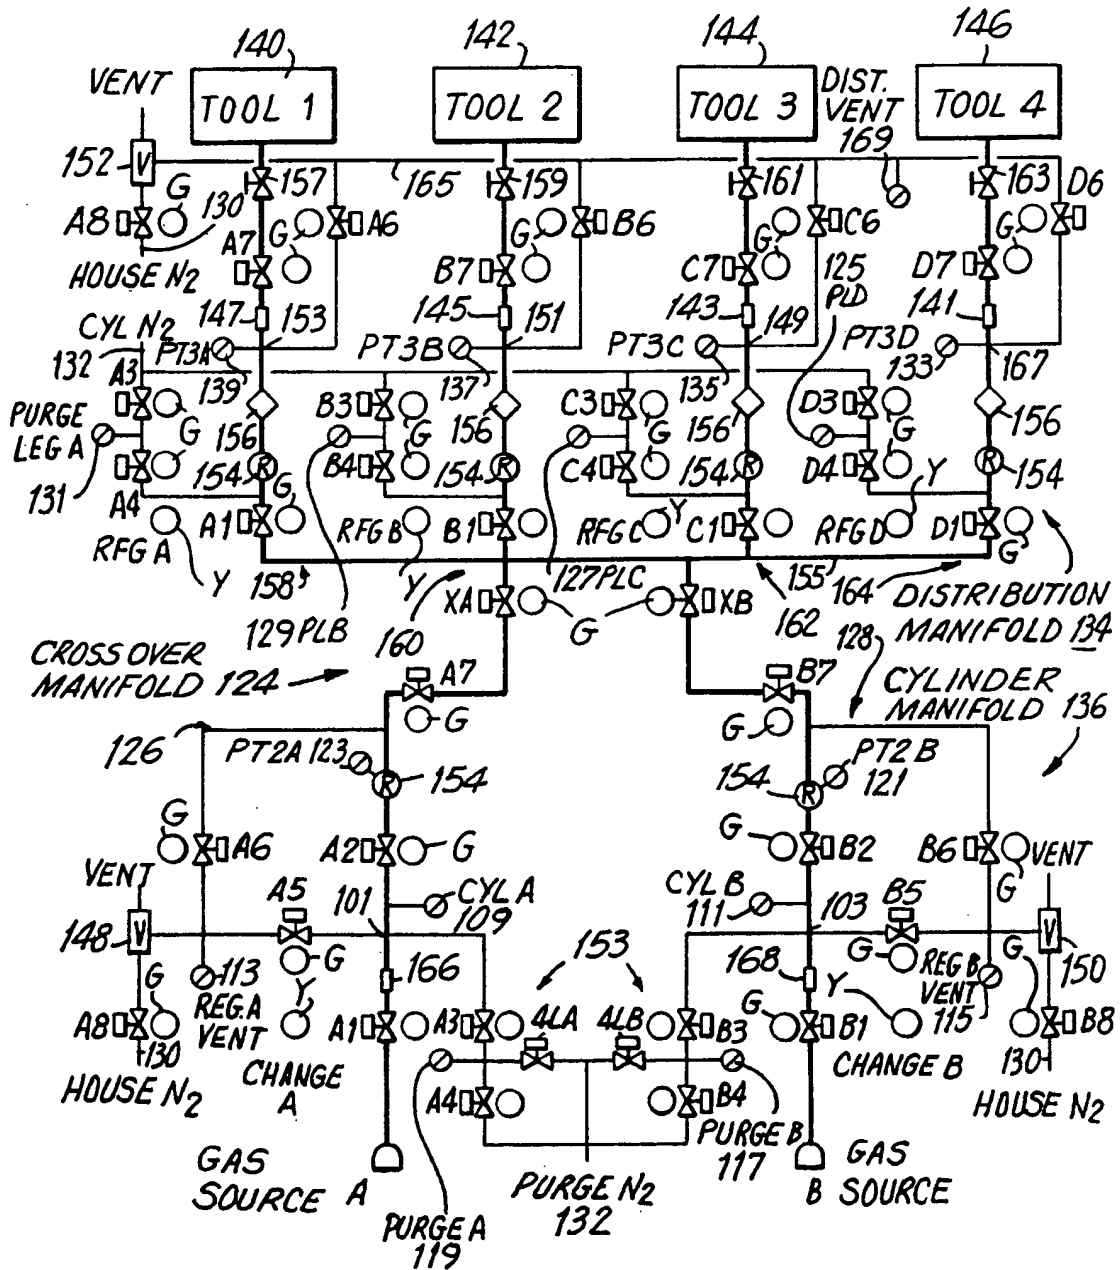 140
142
144
146
VENT
TOOL 1
TOOL 2
TOOL 3
DIST.
VENT
169
TOOL 4
152
V
G
130
157
165
159
161
163
D6
A8
A7
G
A6
G
B6
G
C6
G
HOUSE N2
B7
C7
125
PLD
D7
CYL N2
147
153
145
151
143
149
141
132
PT3A
139
PT3B
137
PT3C
135
PT3D
133
167
A3
G
B3
C3
D3
PURGE
LEG A
G
156
G
156
G
156
G
156
131
A4
154
R
G
B4
154
R
C4
154
R
D4
Y
R
154
RFG A
A1
RFG B
B1
RFG C
Y
C1
RFG D
D1
G
Y
158
Y
155
129 PLB
160
127 PLC
XA
G
XB
162
164
DISTRIBUTION
MANIFOLD 134
CROSSOVER
MANIFOLD 124
A7
G
B7
G
128
CYLINDER
MANIFOLD 136
126
PT2A 123
R
154
154
R
PT2B
121
G
A6
A2
G
G
B2
B6
G
VENT
VENT
148
V
A5
101
CYL A
109
CYL B
111
103
B5
V
150
G
113
REG.A
VENT
G
Y
166
153
168
Y
G
REG B
VENT
115
G
A8
130
A1
A3
4LA
4LB
B3
G
B1
B8
130
HOUSE N2
CHANGE
A
A4
B4
CHANGE B
HOUSE N2
GAS
SOURCE A
PURGE A
119
PURGE N2
132
PURGE B
117
GAS
B SOURCE